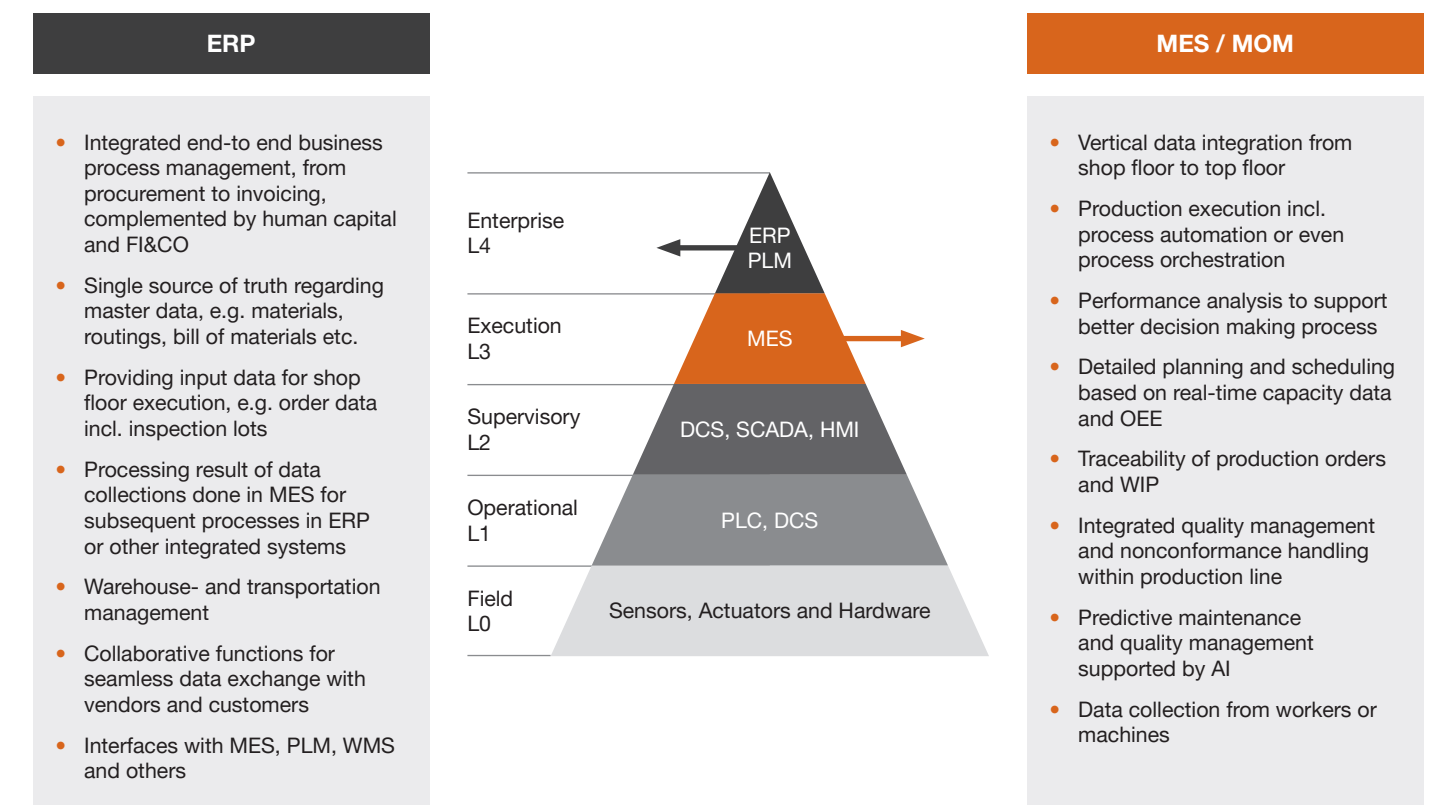 ERP
• Integrated end-to end business
process management, from
procurement to invoicing,
complemented by human capital
and FI&CO
• Single source of truth regarding
master data, e.g. materials,
routings, bill of materials etc.
• Providing input data for shop
floor execution, e.g. order data
incl. inspection lots
• Processing result of data
collections done in MES for
subsequent processes in ERP
or other integrated systems
• Warehouse- and transportation
management
• Collaborative functions for
seamless data exchange with
vendors and customers
• Interfaces with MES, PLM, WMS
and others
Enterprise
L4
ERP
PLM
Execution
L3
MES
Supervisory
L2
DCS, SCADA, HMI
Operational
L1
PLC, DCS
Field
L0
Sensors, Actuators and Hardware
MES / MOM
• Vertical data integration from
shop floor to top floor
• Production execution incl.
process automation or even
process orchestration
• Performance analysis to support
better decision making process
• Detailed planning and scheduling
based on real-time capacity data
and OEE
• Traceability of production orders
and WIP
• Integrated quality management
and nonconformance handling
within production line
• Predictive maintenance
and quality management
supported by AI
• Data collection from workers or
machines